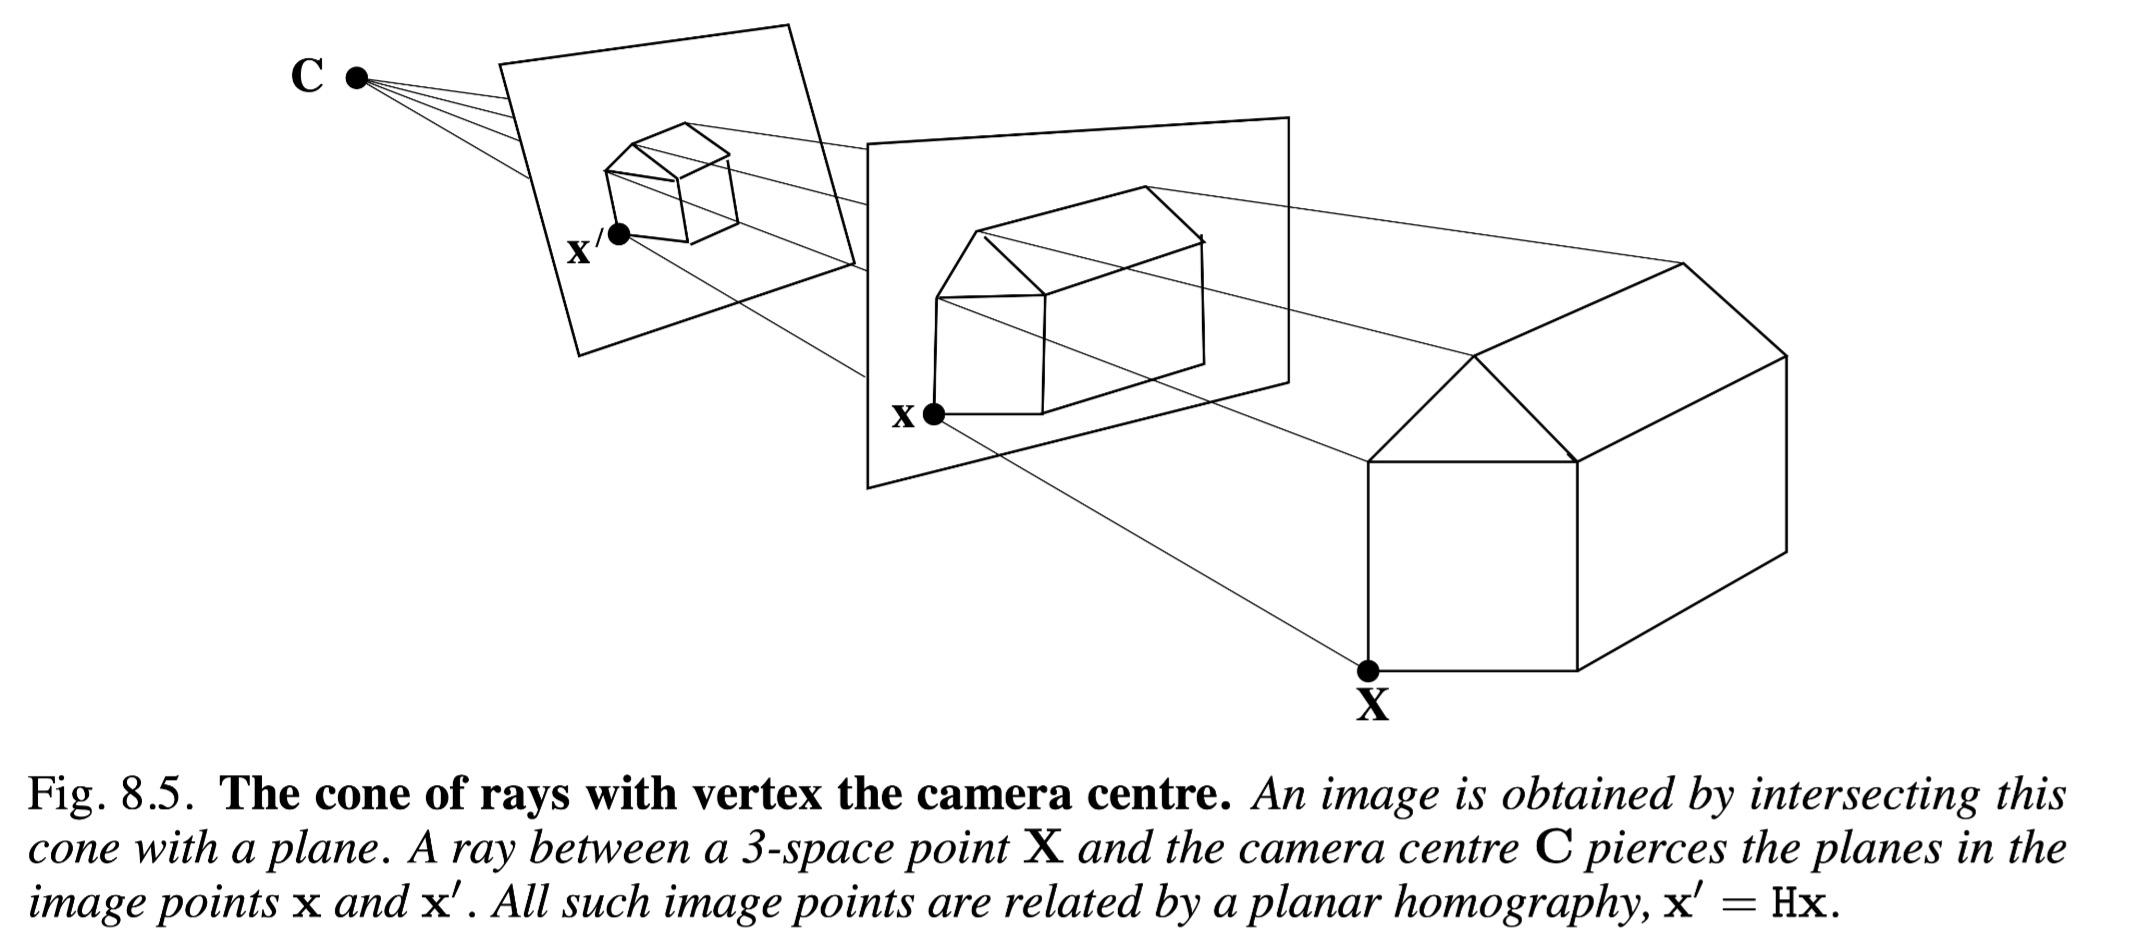 C
x′
x
X
Fig. 8.5. The cone of rays with vertex the camera centre. An image is obtained by intersecting this
cone with a plane. A ray between a 3-space point X and the camera centre C pierces the planes in the
image points x and x′. All such image points are related by a planar homography, x′ = Hx.